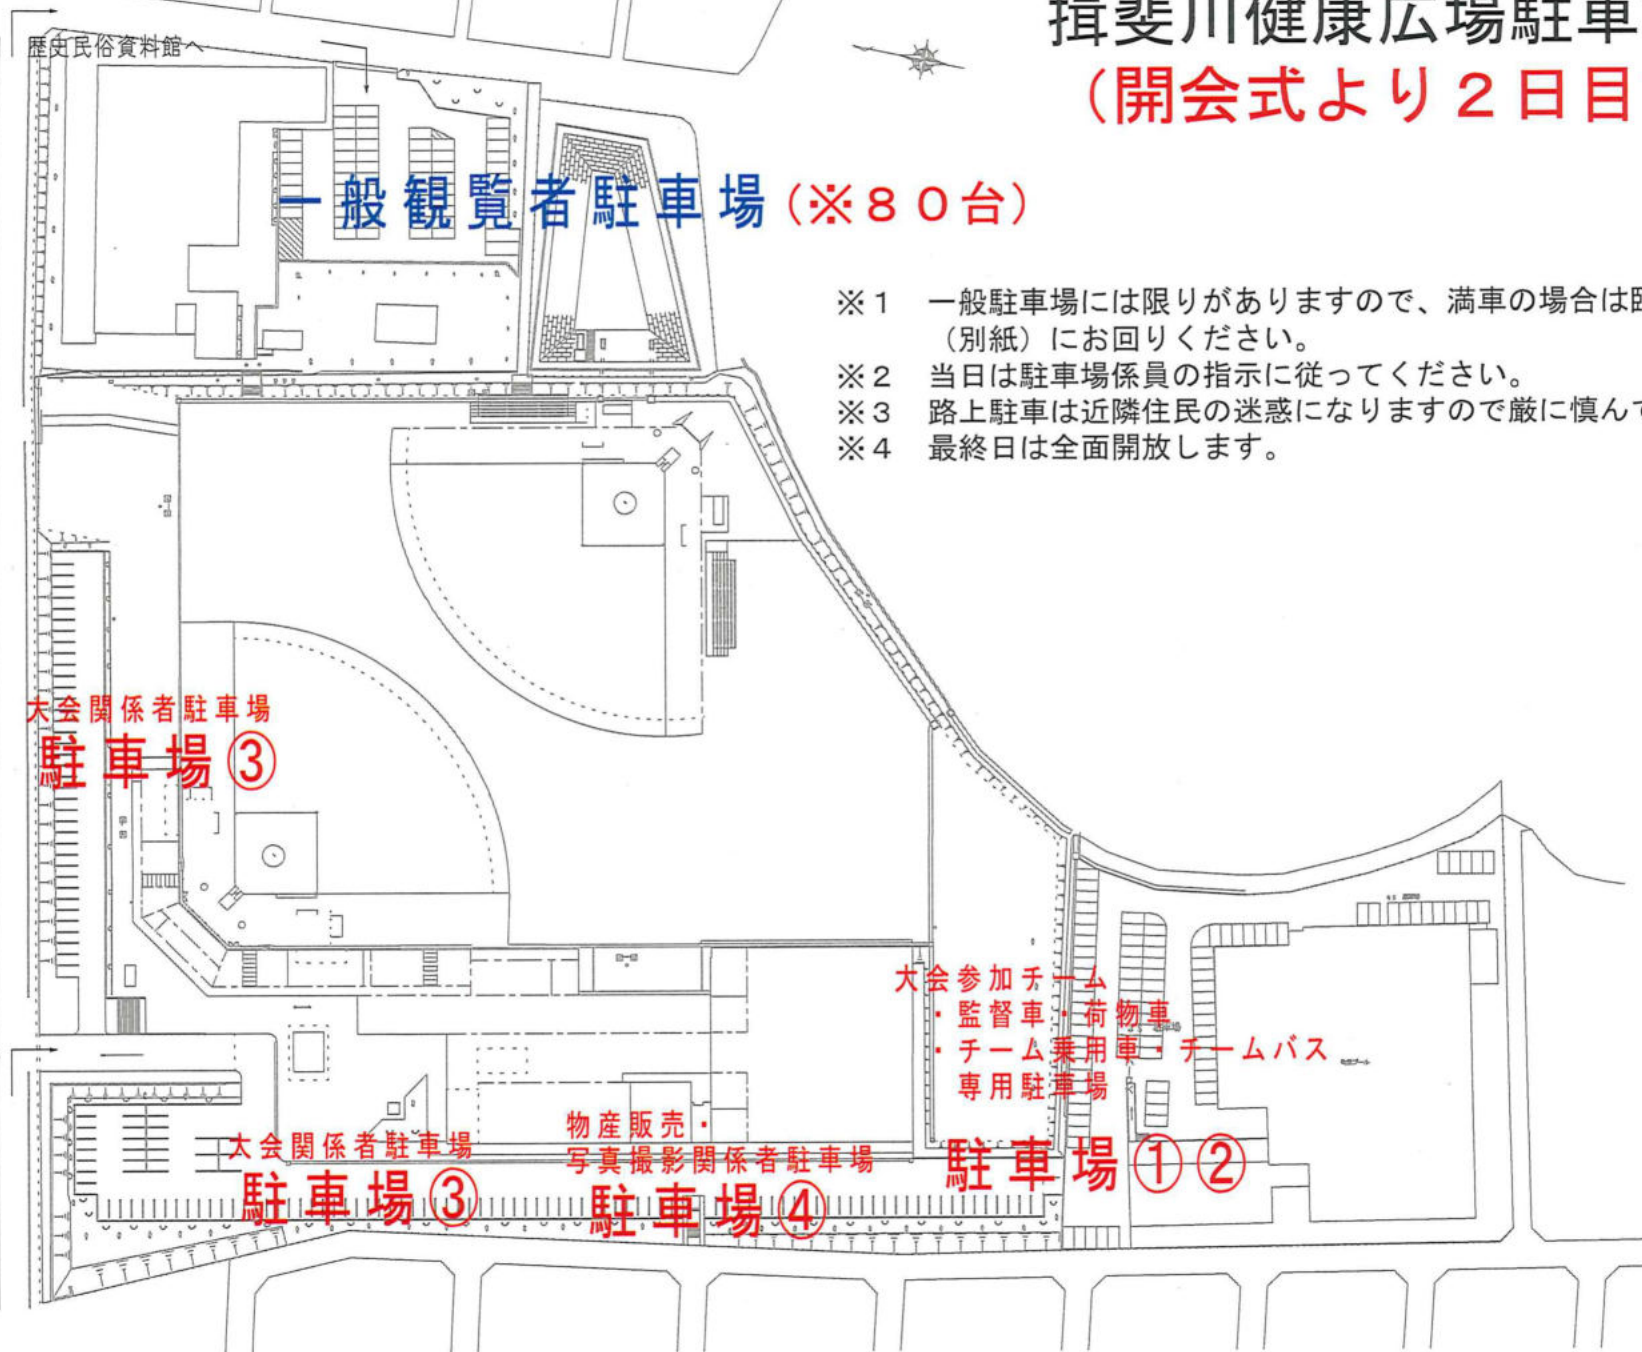 揖斐川健康広場駐車
（開会式より２日目
歴史民俗資料館へ
一般観覧者駐車場（※８０台）
※１　一般駐車場には限りがありますので、満車の場合は
（別紙）にお回りください。
※２　当日は駐車場係員の指示に従ってください。
※３　路上駐車は近隣住民の迷惑になりますので厳に慎んで
※４　最終日は全面開放します。
大会関係者駐車場
駐車場③
大会参加チーム
・監督車・荷物車
・チーム乗用車・チームバス
専用駐車場
駐車場①②
物産販売・
写真撮影関係者駐車場
駐車場④
大会関係者駐車場
駐車場③